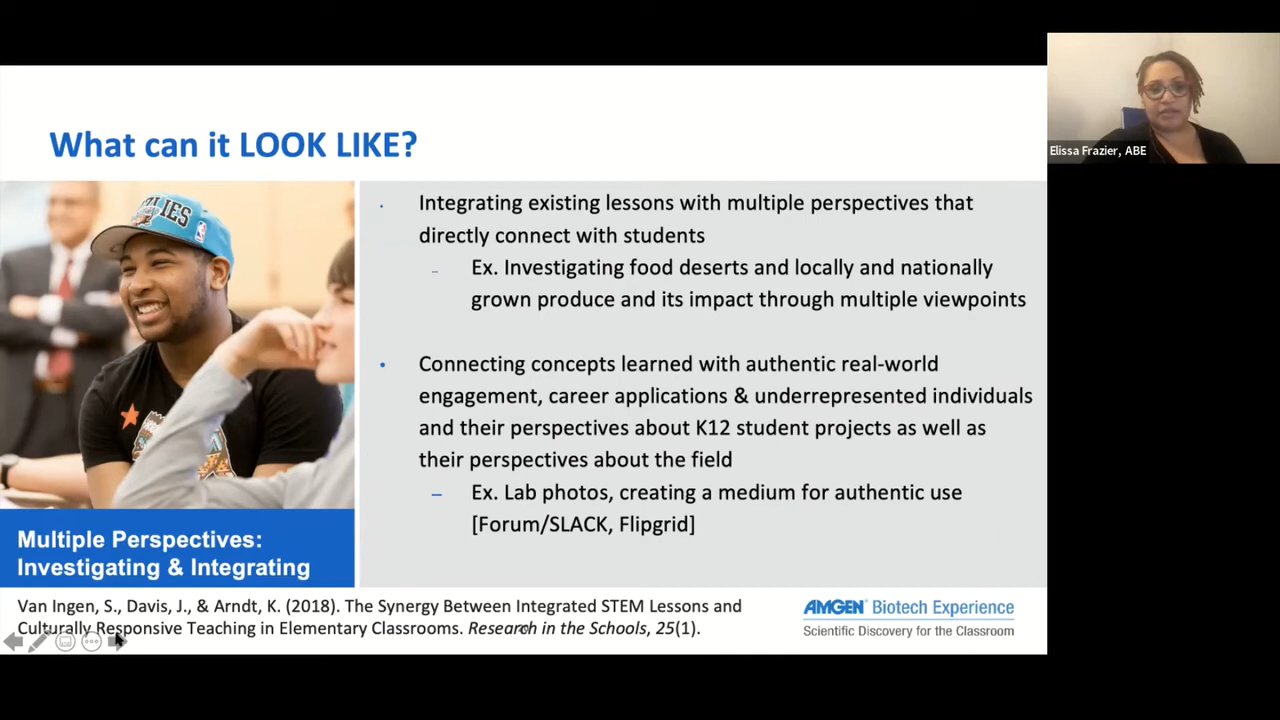 What can it LOOK LIKE?
Elissa Frazier, ABE
Integrating existing lessons with multiple perspectives that
directly connect with students
Ex. Investigating food deserts and locally and nationally
grown produce and its impact through multiple viewpoints
Connecting concepts learned with authentic real-world
engagement, career applications & underrepresented individuals
and their perspectives about K12 student projects as well as
their perspectives about the field
Ex. Lab photos, creating a medium for authentic use
[Forum/SLACK, Flipgrid]
Multiple Perspectives:
Investigating & Integrating
Van Ingen, S., Davis, J., & Arndt, K. (2018). The Synergy Between Integrated STEM Lessons and
Culturally Responsive Teaching in Elementary Classrooms. Research in the Schools, 25(1).
AMGEN® Biotech Experience
Scientific Discovery for the Classroom